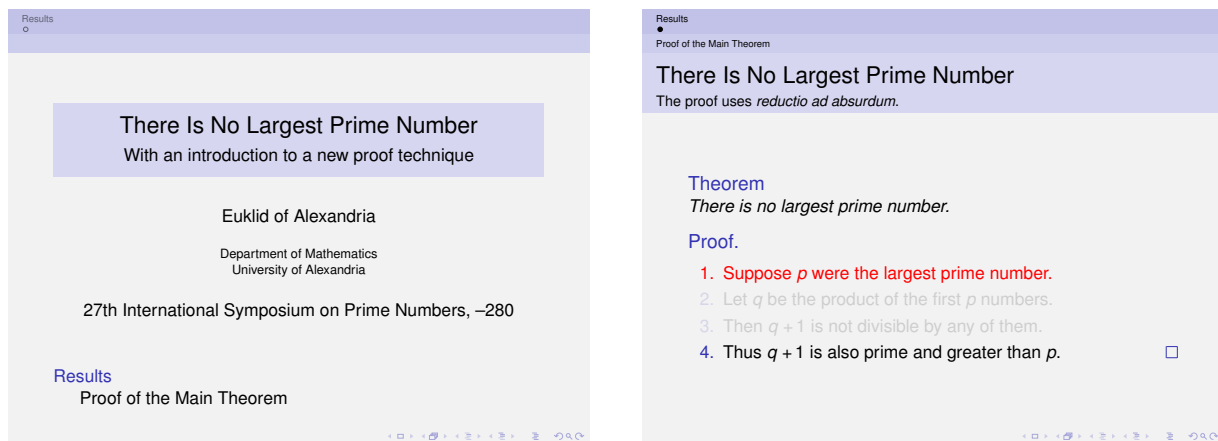 Results
There Is No Largest Prime Number
With an introduction to a new proof technique
Euklid of Alexandria
Department of Mathematics
University of Alexandria
27th International Symposium on Prime Numbers, –280
Results
Proof of the Main Theorem
Results
Proof of the Main Theorem
There Is No Largest Prime Number
The proof uses reductio ad absurdum.
Theorem
There is no largest prime number.
Proof.
1. Suppose p were the largest prime number.
2. Let q be the product of the first p numbers.
3. Then q + 1 is not divisible by any of them.
4. Thus q + 1 is also prime and greater than p.